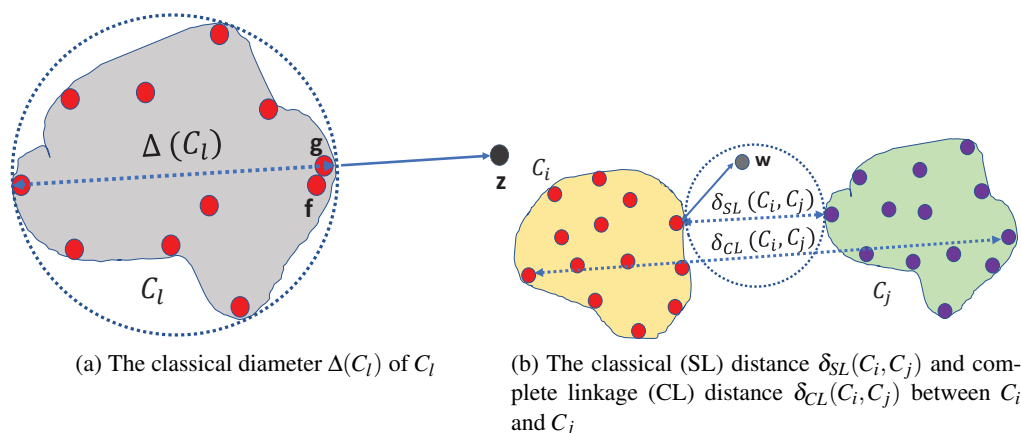 Δ (C_l)
g
f
z
C_l
C_i
w
δ_SL (C_i, C_j)
δ_CL (C_i, C_j)
C_j
(a) The classical diameter Δ(C_l) of C_l
(b) The classical (SL) distance δ_SL(C_i,C_j) and com-
plete linkage (CL) distance δ_CL(C_i,C_j) between C_i
and C_j